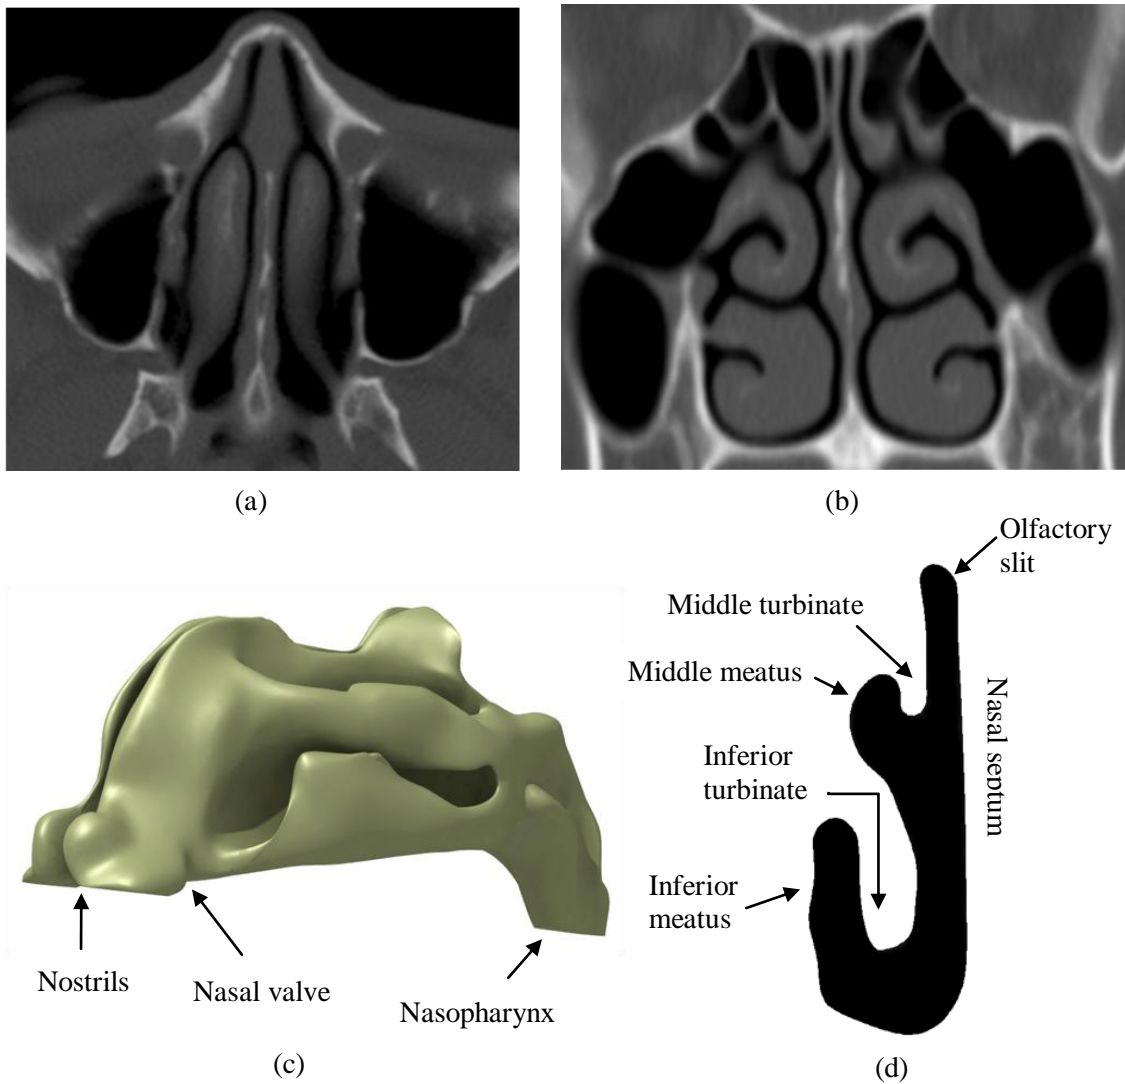 (a)
(b)
Olfactory
slit
Middle turbinate
Middle meatus
Nasal septum
Inferior
turbinate
Inferior
meatus
Nostrils
Nasal valve
Nasopharynx
(c)
(d)